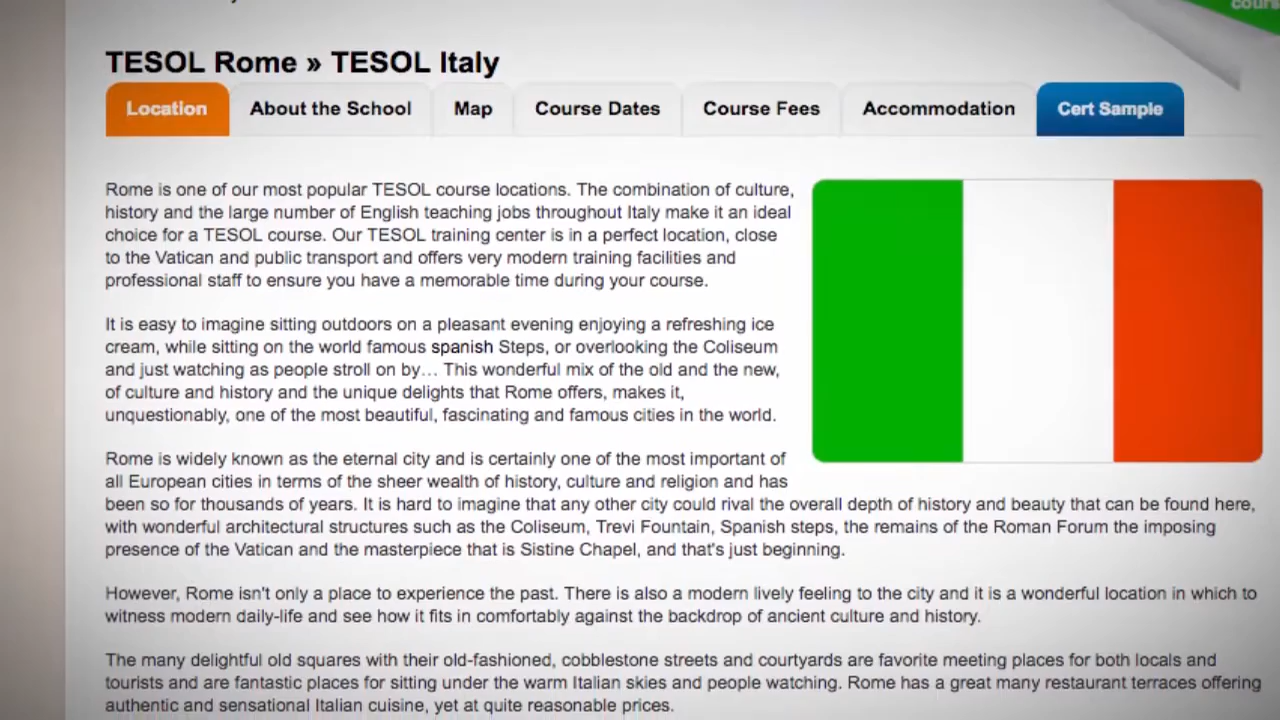 TESOL Rome » TESOL Italy
Location
About the School
Map
Course Dates
Course Fees
Accommodation
Cert Sample
Rome is one of our most popular TESOL course locations. The combination of culture,
history and the large number of English teaching jobs throughout Italy make it an ideal
choice for a TESOL course. Our TESOL training center is in a perfect location, close
to the Vatican and public transport and offers very modern training facilities and
professional staff to ensure you have a memorable time during your course.
It is easy to imagine sitting outdoors on a pleasant evening enjoying a refreshing ice
cream, while sitting on the world famous spanish Steps, or overlooking the Coliseum
and just watching as people stroll on by… This wonderful mix of the old and the new,
of culture and history and the unique delights that Rome offers, makes it,
unquestionably, one of the most beautiful, fascinating and famous cities in the world.
Rome is widely known as the eternal city and is certainly one of the most important of
all European cities in terms of the sheer wealth of history, culture and religion and has
been so for thousands of years. It is hard to imagine that any other city could rival the overall depth of history and beauty that can be found here,
with wonderful architectural structures such as the Coliseum, Trevi Fountain, Spanish steps, the remains of the Roman Forum the imposing
presence of the Vatican and the masterpiece that is Sistine Chapel, and that's just beginning.
However, Rome isn't only a place to experience the past. There is also a modern lively feeling to the city and it is a wonderful location in which to
witness modern daily-life and see how it fits in comfortably against the backdrop of ancient culture and history.
The many delightful old squares with their old-fashioned, cobblestone streets and courtyards are favorite meeting places for both locals and
tourists and are fantastic places for sitting under the warm Italian skies and people watching. Rome has a great many restaurant terraces offering
authentic and sensational Italian cuisine, yet at quite reasonable prices.